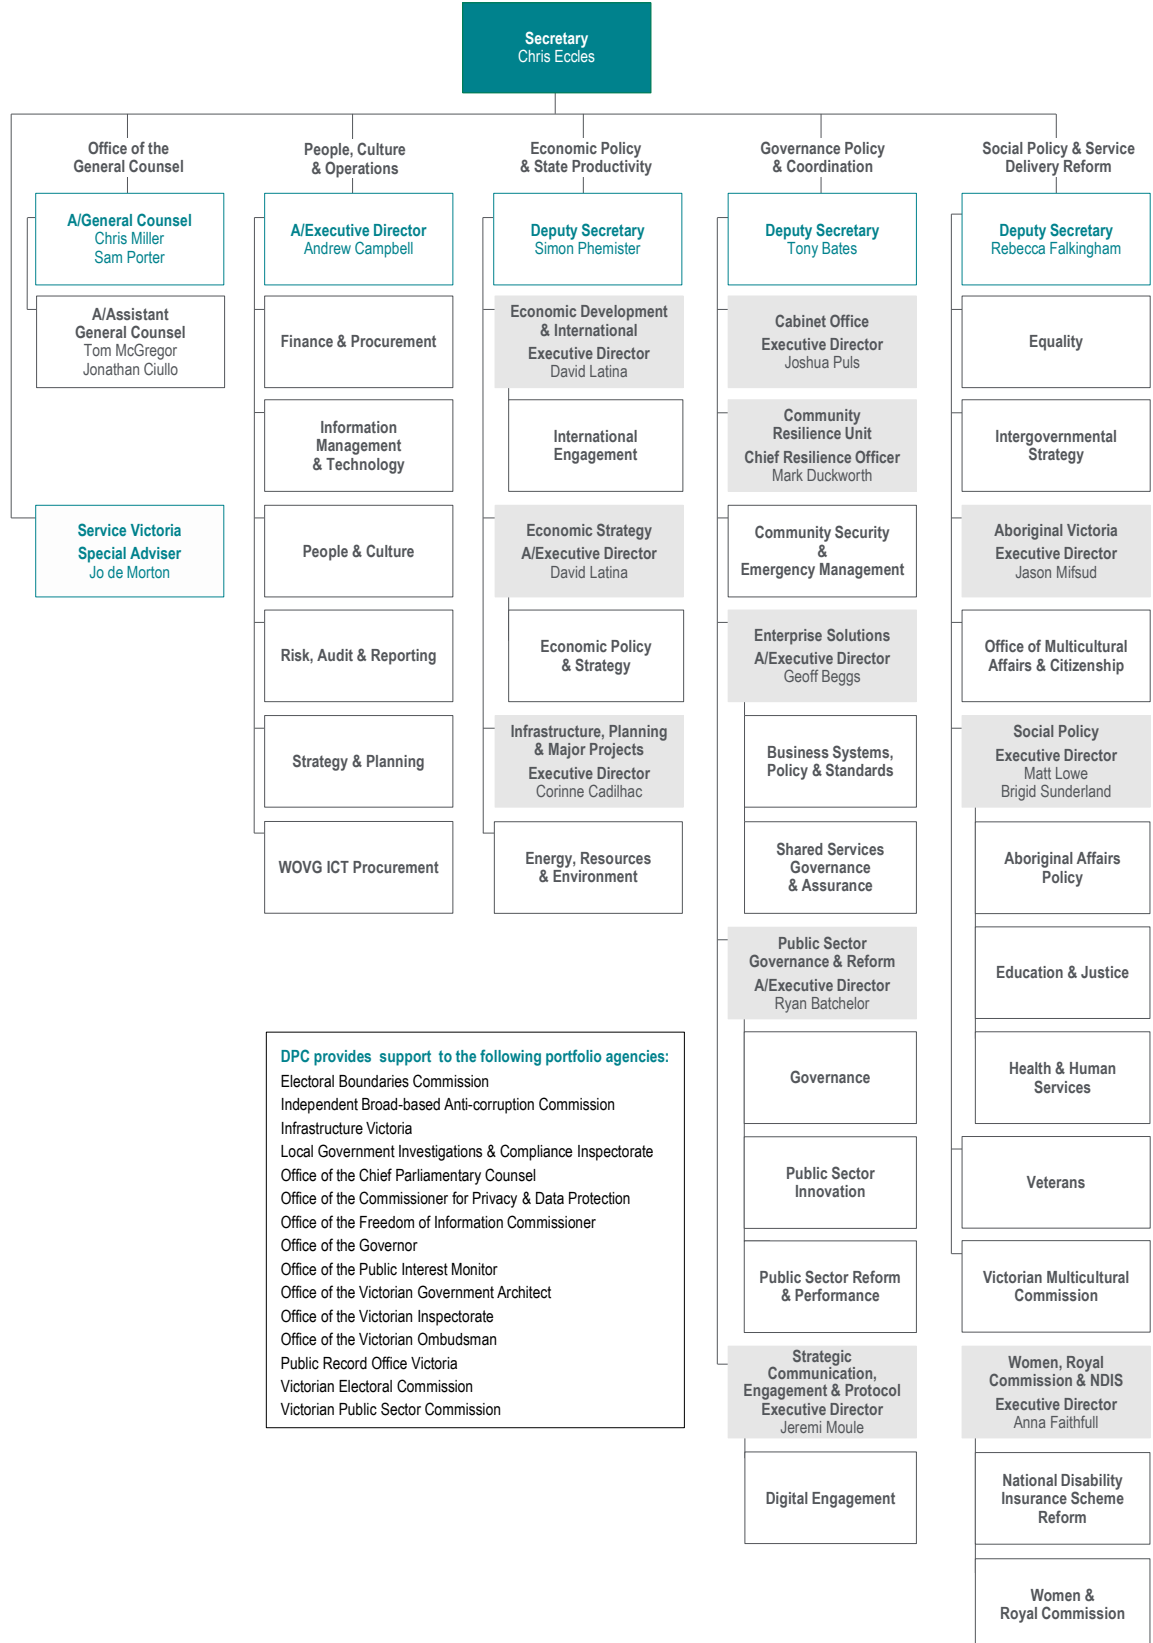 Secretary
Chris Eccles
Office of the
General Counsel
A/General Counsel
Chris Miller
Sam Porter
A/Assistant
General Counsel
Tom McGregor
Jonathan Ciullo
Service Victoria
Special Adviser
Jo de Morton
People, Culture
& Operations
A/Executive Director
Andrew Campbell
Finance & Procurement
Information
Management
& Technology
People & Culture
Risk, Audit & Reporting
Strategy & Planning
WOVG ICT Procurement
Economic Policy
& State Productivity
Deputy Secretary
Simon Phemister
Economic Development
& International
Executive Director
David Latina
International
Engagement
Economic Strategy
A/Executive Director
David Latina
Economic Policy
& Strategy
Infrastructure, Planning
& Major Projects
Executive Director
Corinne Cadilhac
Energy, Resources
& Environment
Governance Policy
& Coordination
Deputy Secretary
Tony Bates
Cabinet Office
Executive Director
Joshua Puls
Community
Resilience Unit
Chief Resilience Officer
Mark Duckworth
Community Security
&
Emergency Management
Enterprise Solutions
A/Executive Director
Geoff Beggs
Business Systems,
Policy & Standards
Shared Services
Governance
& Assurance
Public Sector
Governance & Reform
A/Executive Director
Ryan Batchelor
Governance
Public Sector
Innovation
Public Sector Reform
& Performance
Strategic
Communication,
Engagement & Protocol
Executive Director
Jeremi Moule
Digital Engagement
Social Policy & Service
Delivery Reform
Deputy Secretary
Rebecca Falkingham
Equality
Intergovernmental
Strategy
Aboriginal Victoria
Executive Director
Jason Mifsud
Office of Multicultural
Affairs & Citizenship
Social Policy
Executive Director
Matt Lowe
Brigid Sunderland
Aboriginal Affairs
Policy
Education & Justice
Health & Human
Services
Veterans
Victorian Multicultural
Commission
Women, Royal
Commission & NDIS
Executive Director
Anna Faithfull
National Disability
Insurance Scheme
Reform
Women &
Royal Commission
DPC provides support to the following portfolio agencies:
Electoral Boundaries Commission
Independent Broad-based Anti-corruption Commission
Infrastructure Victoria
Local Government Investigations & Compliance Inspectorate
Office of the Chief Parliamentary Counsel
Office of the Commissioner for Privacy & Data Protection
Office of the Freedom of Information Commissioner
Office of the Governor
Office of the Public Interest Monitor
Office of the Victorian Government Architect
Office of the Victorian Inspectorate
Office of the Victorian Ombudsman
Public Record Office Victoria
Victorian Electoral Commission
Victorian Public Sector Commission